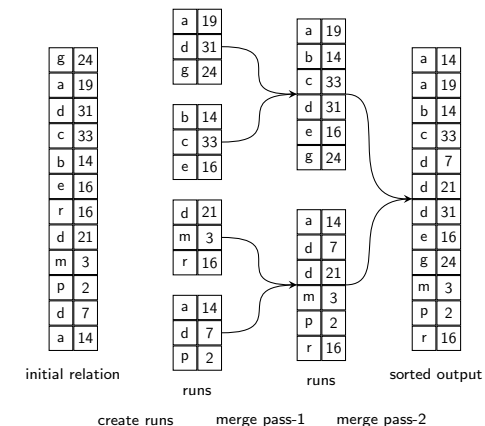 g 24
a 19
d 31
c 33
b 14
e 16
r 16
d 21
m 3
p 2
d 7
a 14
initial relation
a 19
d 31
g 24
b 14
c 33
e 16
d 21
m 3
r 16
a 14
d 7
p 2
runs
a 19
b 14
c 33
d 31
e 16
g 24
a 14
d 7
d 21
m 3
p 2
r 16
runs
a 14
a 19
b 14
c 33
d 7
d 21
d 31
e 16
g 24
m 3
p 2
r 16
sorted output
create runs merge pass-1 merge pass-2